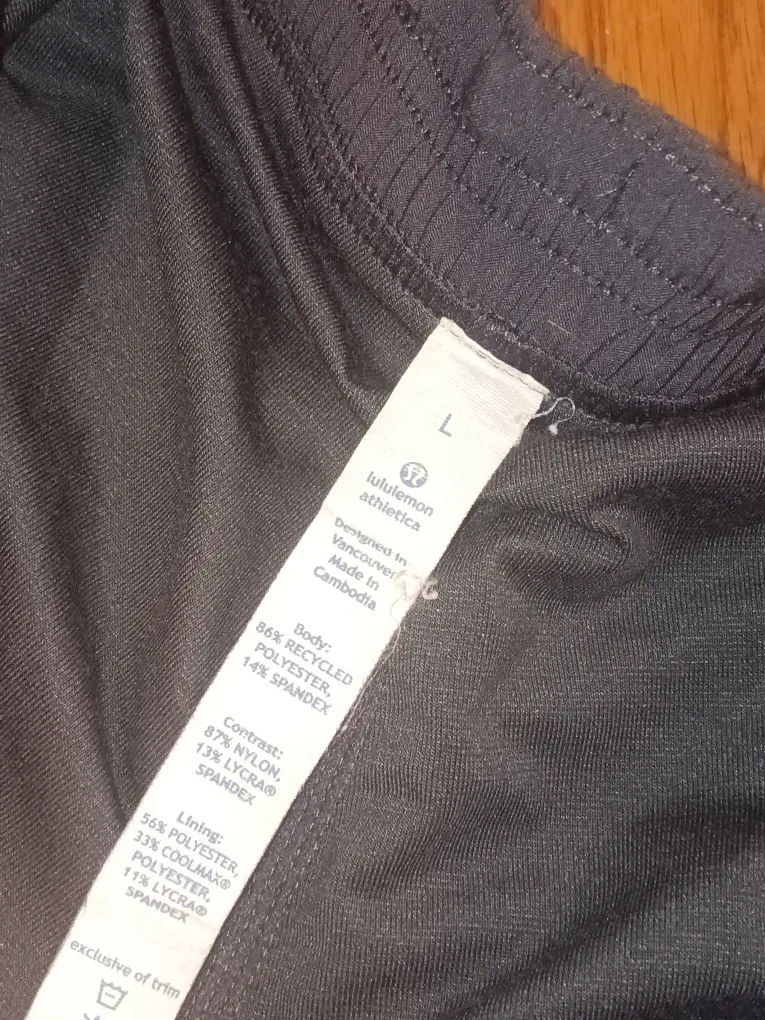 L
lululemon
athletica
Designed in
Vancouver
Made in
Cambodia
Body:
86% RECYCLED
POLYESTER,
14% SPANDEX
Contrast:
87% NYLON,
13% LYCRA®
SPANDEX
Lining:
56% POLYESTER,
33% COOLMAX®
POLYESTER,
11% LYCRA®
SPANDEX
exclusive of trim